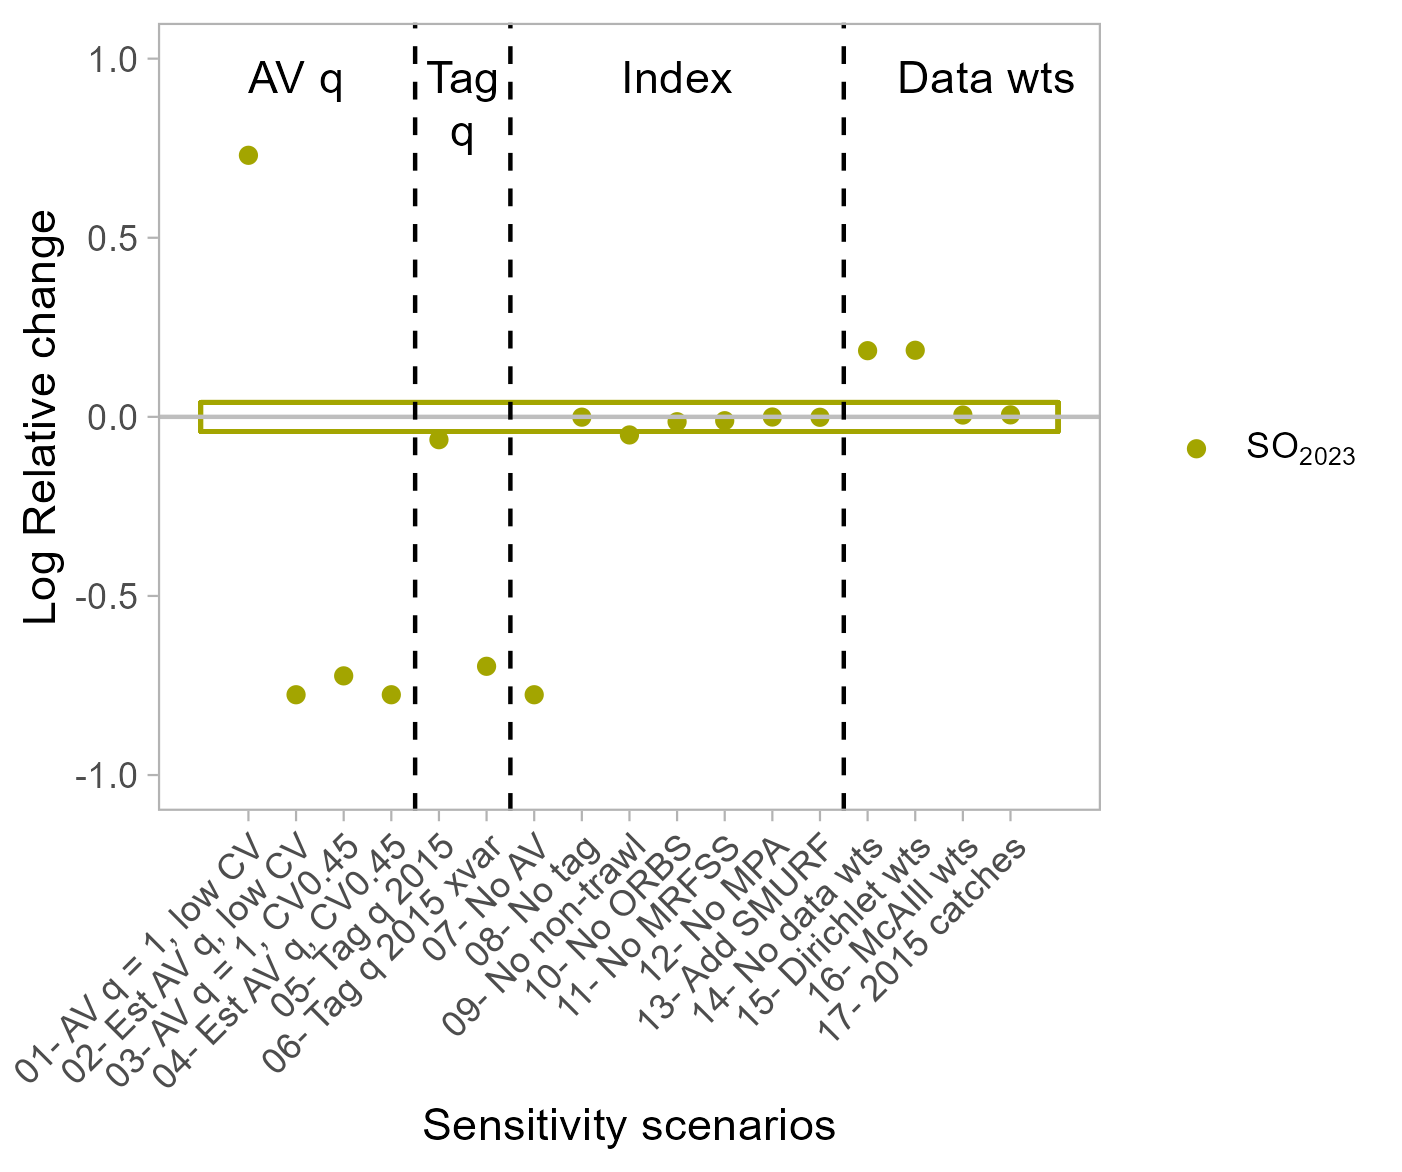 AV q
Tag
q
Index
Data wts
Log Relative change
1.0
0.5
0.0
-0.5
-1.0
01- AV q = 1, low CV
02- Est AV q, low CV
03- AV q = 1, CV0.45
04- Est AV q, CV0.45
05- Tag q 2015
06- Tag q 2015 xvar
07- No AV
08- No tag
09- No non-trawl
10- No ORBS
11- No MRFSS
12- No MPA
13- Add SMURF
14- No data wts
15- Dirichlet wts
16- McAlll wts
17- 2015 catches
Sensitivity scenarios
SO2023